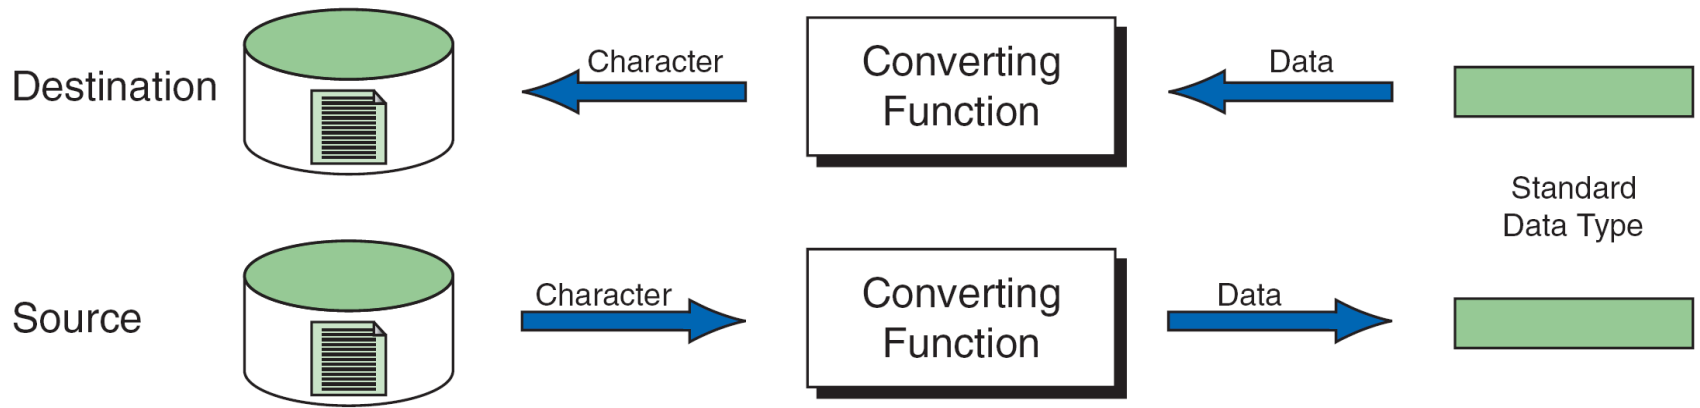 Destination
Character
Converting
Function
Data
Standard
Data Type
Source
Character
Converting
Function
Data